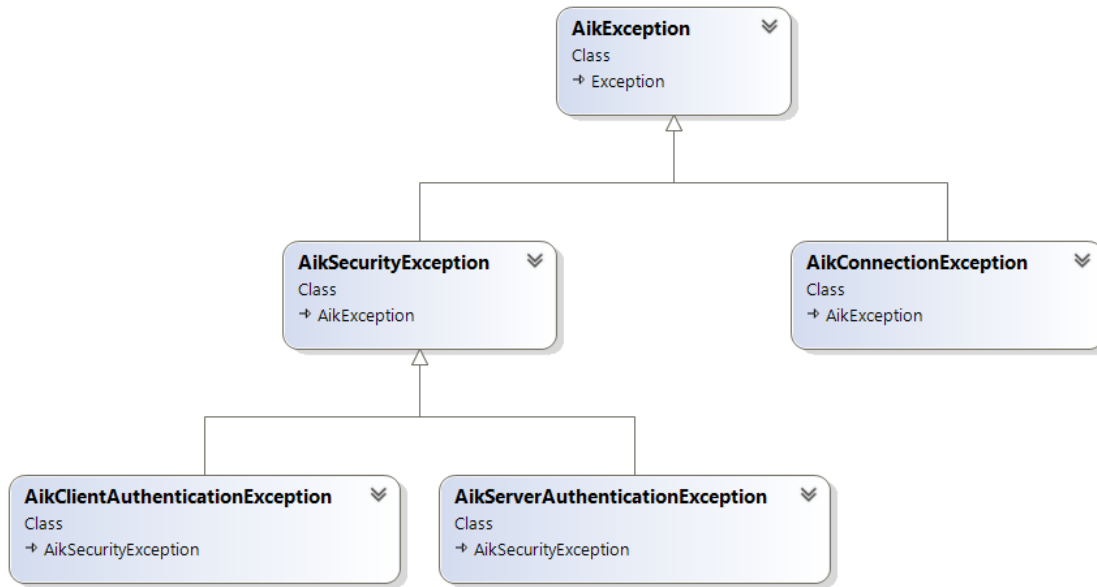 AikException
Class
Exception
AikSecurityException
Class
AikException
AikConnectionException
Class
AikException
AikClientAuthenticationException
Class
AikSecurityException
AikServerAuthenticationException
Class
AikSecurityException